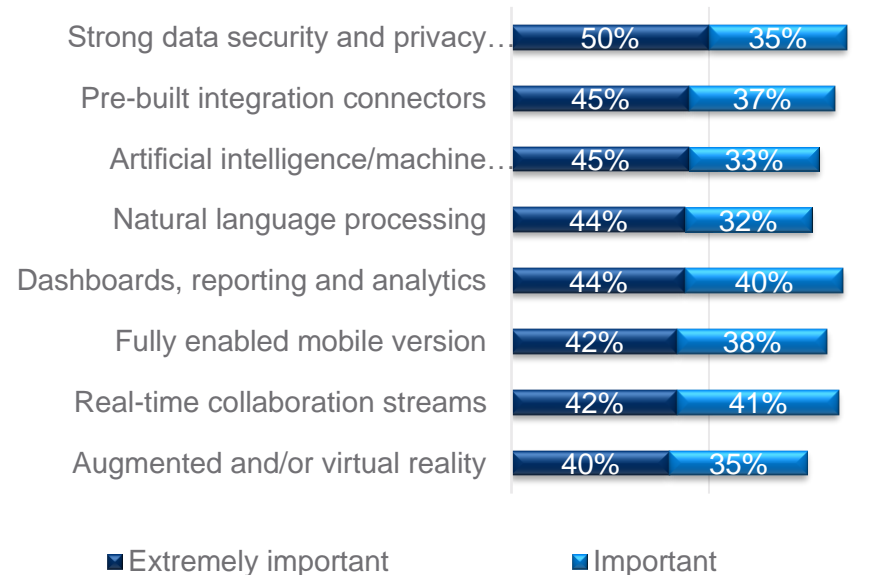 Strong data security and privacy… 50% 35%
Pre-built integration connectors 45% 37%
Artificial intelligence/machine… 45% 33%
Natural language processing 44% 32%
Dashboards, reporting and analytics 44% 40%
Fully enabled mobile version 42% 38%
Real-time collaboration streams 42% 41%
Augmented and/or virtual reality 40% 35%
Extremely important Important